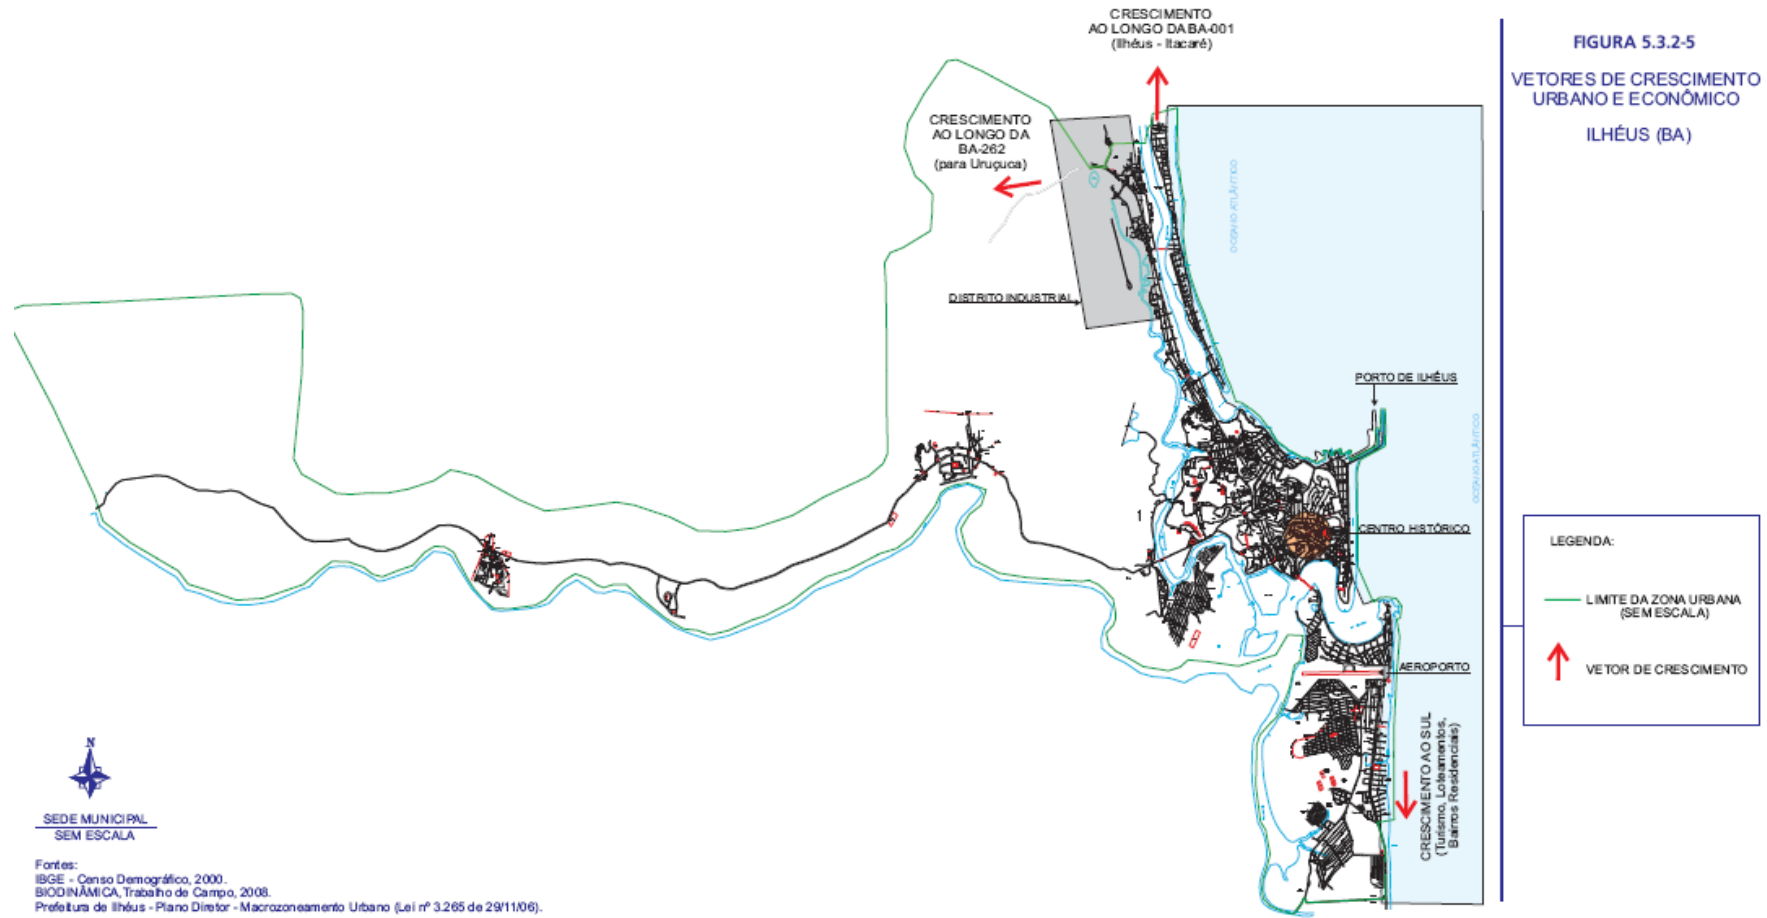 CRESCIMENTO
AO LONGO DA BA-001
(Ilhéus - Itacaré)
CRESCIMENTO
AO LONGO DA
BA-262
(para Uruçuca)
OCEANO ATLÂNTICO
DISTRITO INDUSTRIAL
PORTO DE ILHÉUS
OCEANO ATLÂNTICO
CENTRO HISTÓRICO
AEROPORTO
CRESCIMENTO AO SUL
(Turismo, Loteamentos,
Bairros Residenciais)
FIGURA 5.3.2-5
VETORES DE CRESCIMENTO
URBANO E ECONÔMICO
ILHÉUS (BA)
LEGENDA:
LIMITE DA ZONA URBANA
(SEM ESCALA)
VETOR DE CRESCIMENTO
N
SEDE MUNICIPAL
SEM ESCALA
Fontes:
IBGE - Censo Demográfico, 2000.
BIODINÂMICA, Trabalho de Campo, 2008.
Prefeitura de Ilhéus - Plano Diretor - Macrozoneamento Urbano (Lei nº 3.265 de 29/11/06).